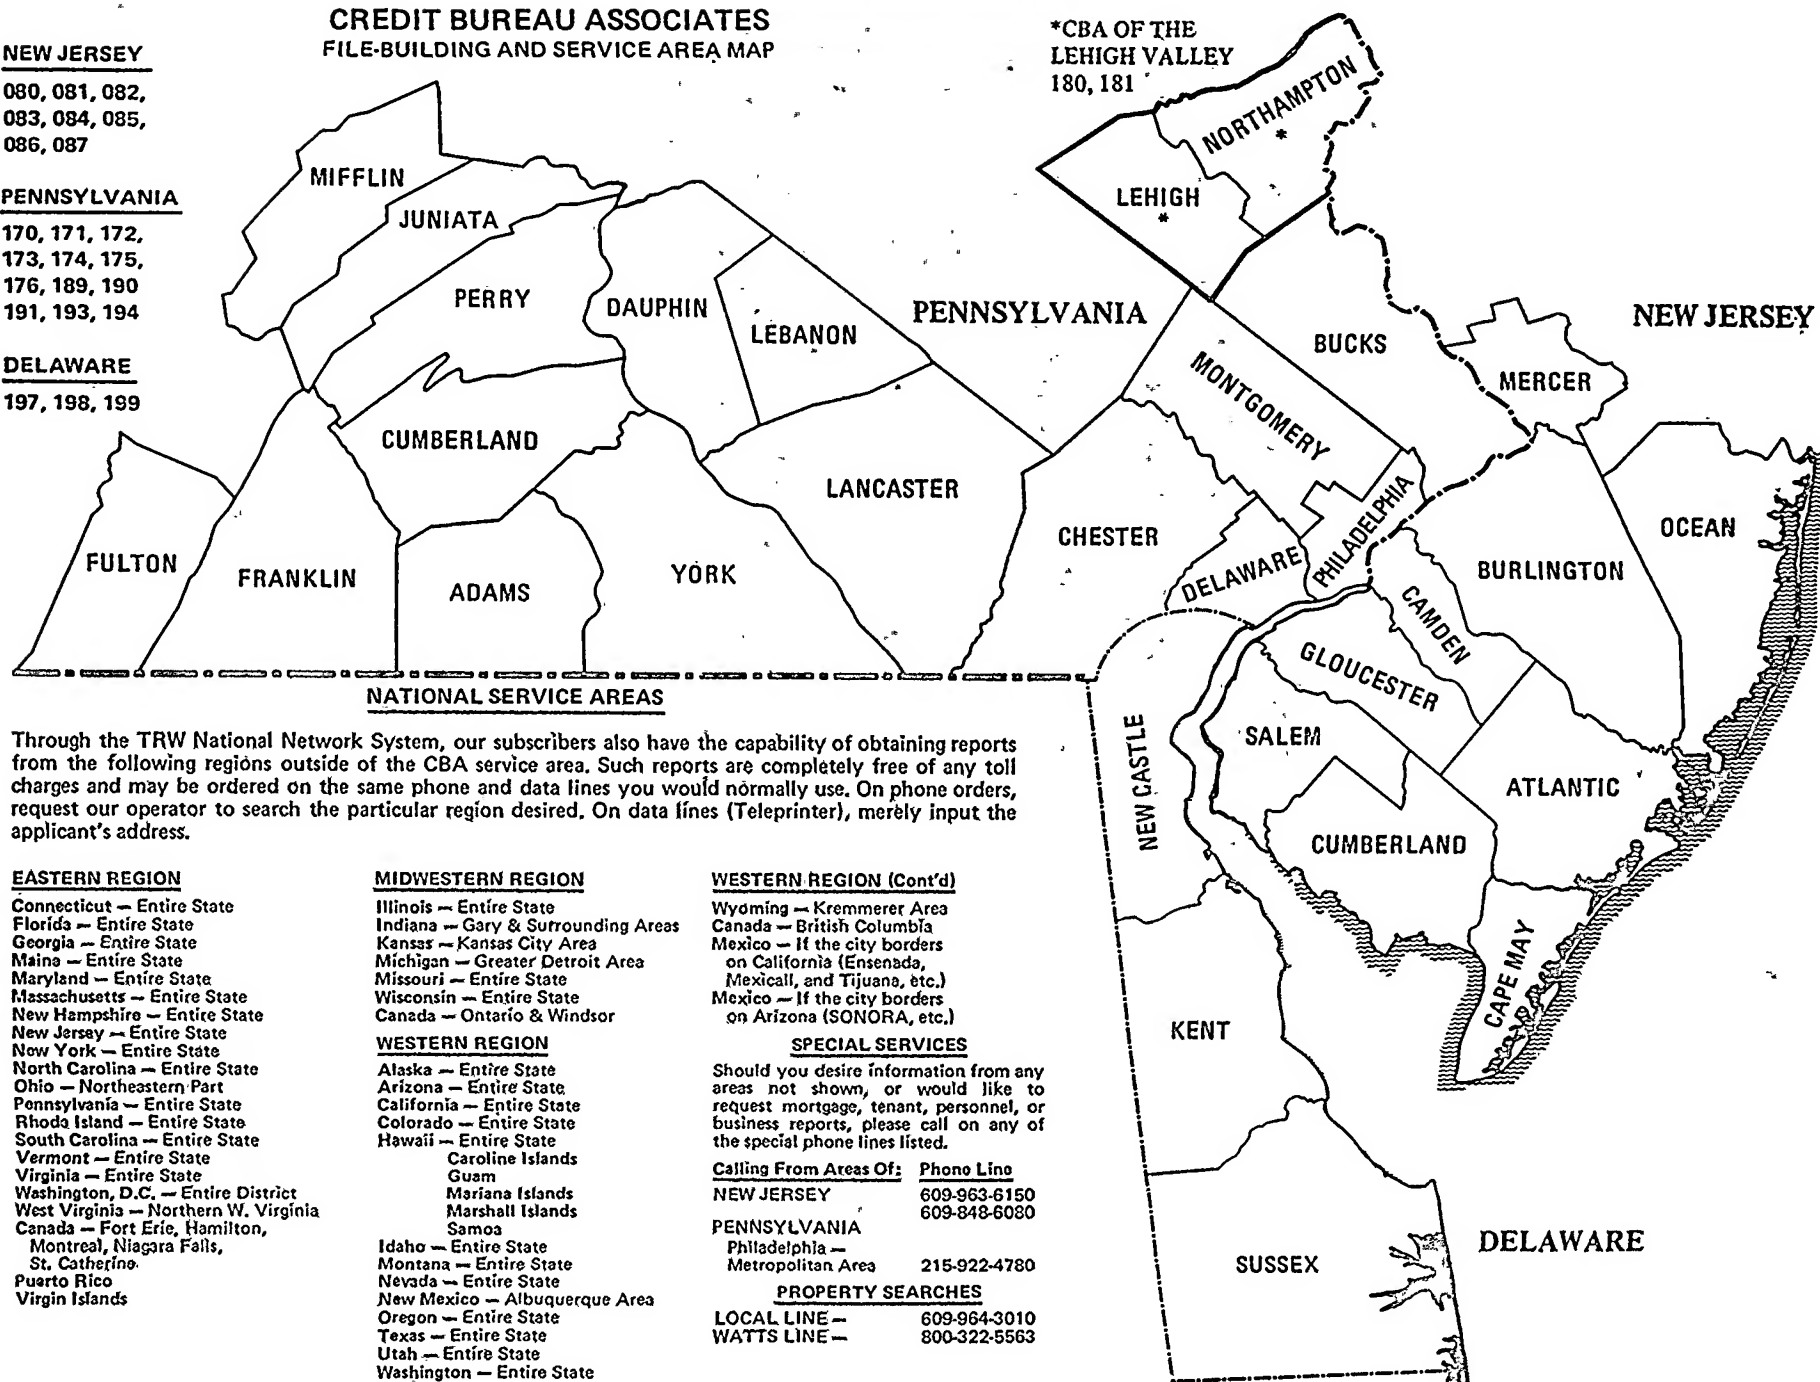 CREDIT BUREAU ASSOCIATES
FILE-BUILDING AND SERVICE AREA MAP
NEW JERSEY
080, 081, 082,
083, 084, 085,
086, 087
PENNSYLVANIA
170, 171, 172,
173, 174, 175,
176, 189, 190
191, 193, 194
DELAWARE
197, 198, 199
*CBA OF THE
LEHIGH VALLEY
180, 181
NORTHAMPTON
*
LEHIGH
*
MIFFLIN
JUNIATA
PERRY
DAUPHIN
LEBANON
PENNSYLVANIA
BUCKS
NEW JERSEY
MERCER
MONTGOMERY
CUMBERLAND
LANCASTER
CHESTER
PHILADELPHIA
DELAWARE
OCEAN
BURLINGTON
CAMDEN
FULTON
FRANKLIN
ADAMS
YORK
GLOUCESTER
SALEM
ATLANTIC
NEW CASTLE
CUMBERLAND
CAPE MAY
KENT
SUSSEX
DELAWARE
NATIONAL SERVICE AREAS
Through the TRW National Network System, our subscribers also have the capability of obtaining reports
from the following regions outside of the CBA service area. Such reports are completely free of any toll
charges and may be ordered on the same phone and data lines you would normally use. On phone orders,
request our operator to search the particular region desired. On data lines (Teleprinter), merely input the
applicant's address.
EASTERN REGION
Connecticut — Entire State
Florida — Entire State
Georgia — Entire State
Maine — Entire State
Maryland — Entire State
Massachusetts — Entire State
New Hampshire — Entire State
New Jersey — Entire State
New York — Entire State
North Carolina — Entire State
Ohio — Northeastern Part
Pennsylvania — Entire State
Rhode Island — Entire State
South Carolina — Entire State
Vermont — Entire State
Virginia — Entire State
Washington, D.C. — Entire District
West Virginia — Northern W. Virginia
Canada — Fort Erie, Hamilton,
Montreal, Niagara Falls,
St. Catherine
Puerto Rico
Virgin Islands
MIDWESTERN REGION
Illinois — Entire State
Indiana — Gary & Surrounding Areas
Kansas — Kansas City Area
Michigan — Greater Detroit Area
Missouri — Entire State
Wisconsin — Entire State
Canada — Ontario & Windsor
WESTERN REGION
Alaska — Entire State
Arizona — Entire State
California — Entire State
Colorado — Entire State
Hawaii — Entire State
Caroline Islands
Guam
Mariana Islands
Marshall Islands
Samoa
Idaho — Entire State
Montana — Entire State
Nevada — Entire State
New Mexico — Albuquerque Area
Oregon — Entire State
Texas — Entire State
Utah — Entire State
Washington — Entire State
WESTERN REGION (Cont'd)
Wyoming — Kremmerer Area
Canada — British Columbia
Mexico — If the city borders
on California (Ensenada,
Mexicali, and Tijuana, etc.)
Mexico — If the city borders
on Arizona (SONORA, etc.)
SPECIAL SERVICES
Should you desire information from any
areas not shown, or would like to
request mortgage, tenant, personnel, or
business reports, please call on any of
the special phone lines listed.
Calling From Areas Of: Phone Line
NEW JERSEY 609-963-6150
609-848-6080
PENNSYLVANIA
Philadelphia —
Metropolitan Area 215-922-4780
PROPERTY SEARCHES
LOCAL LINE — 609-964-3010
WATTS LINE — 800-322-5563